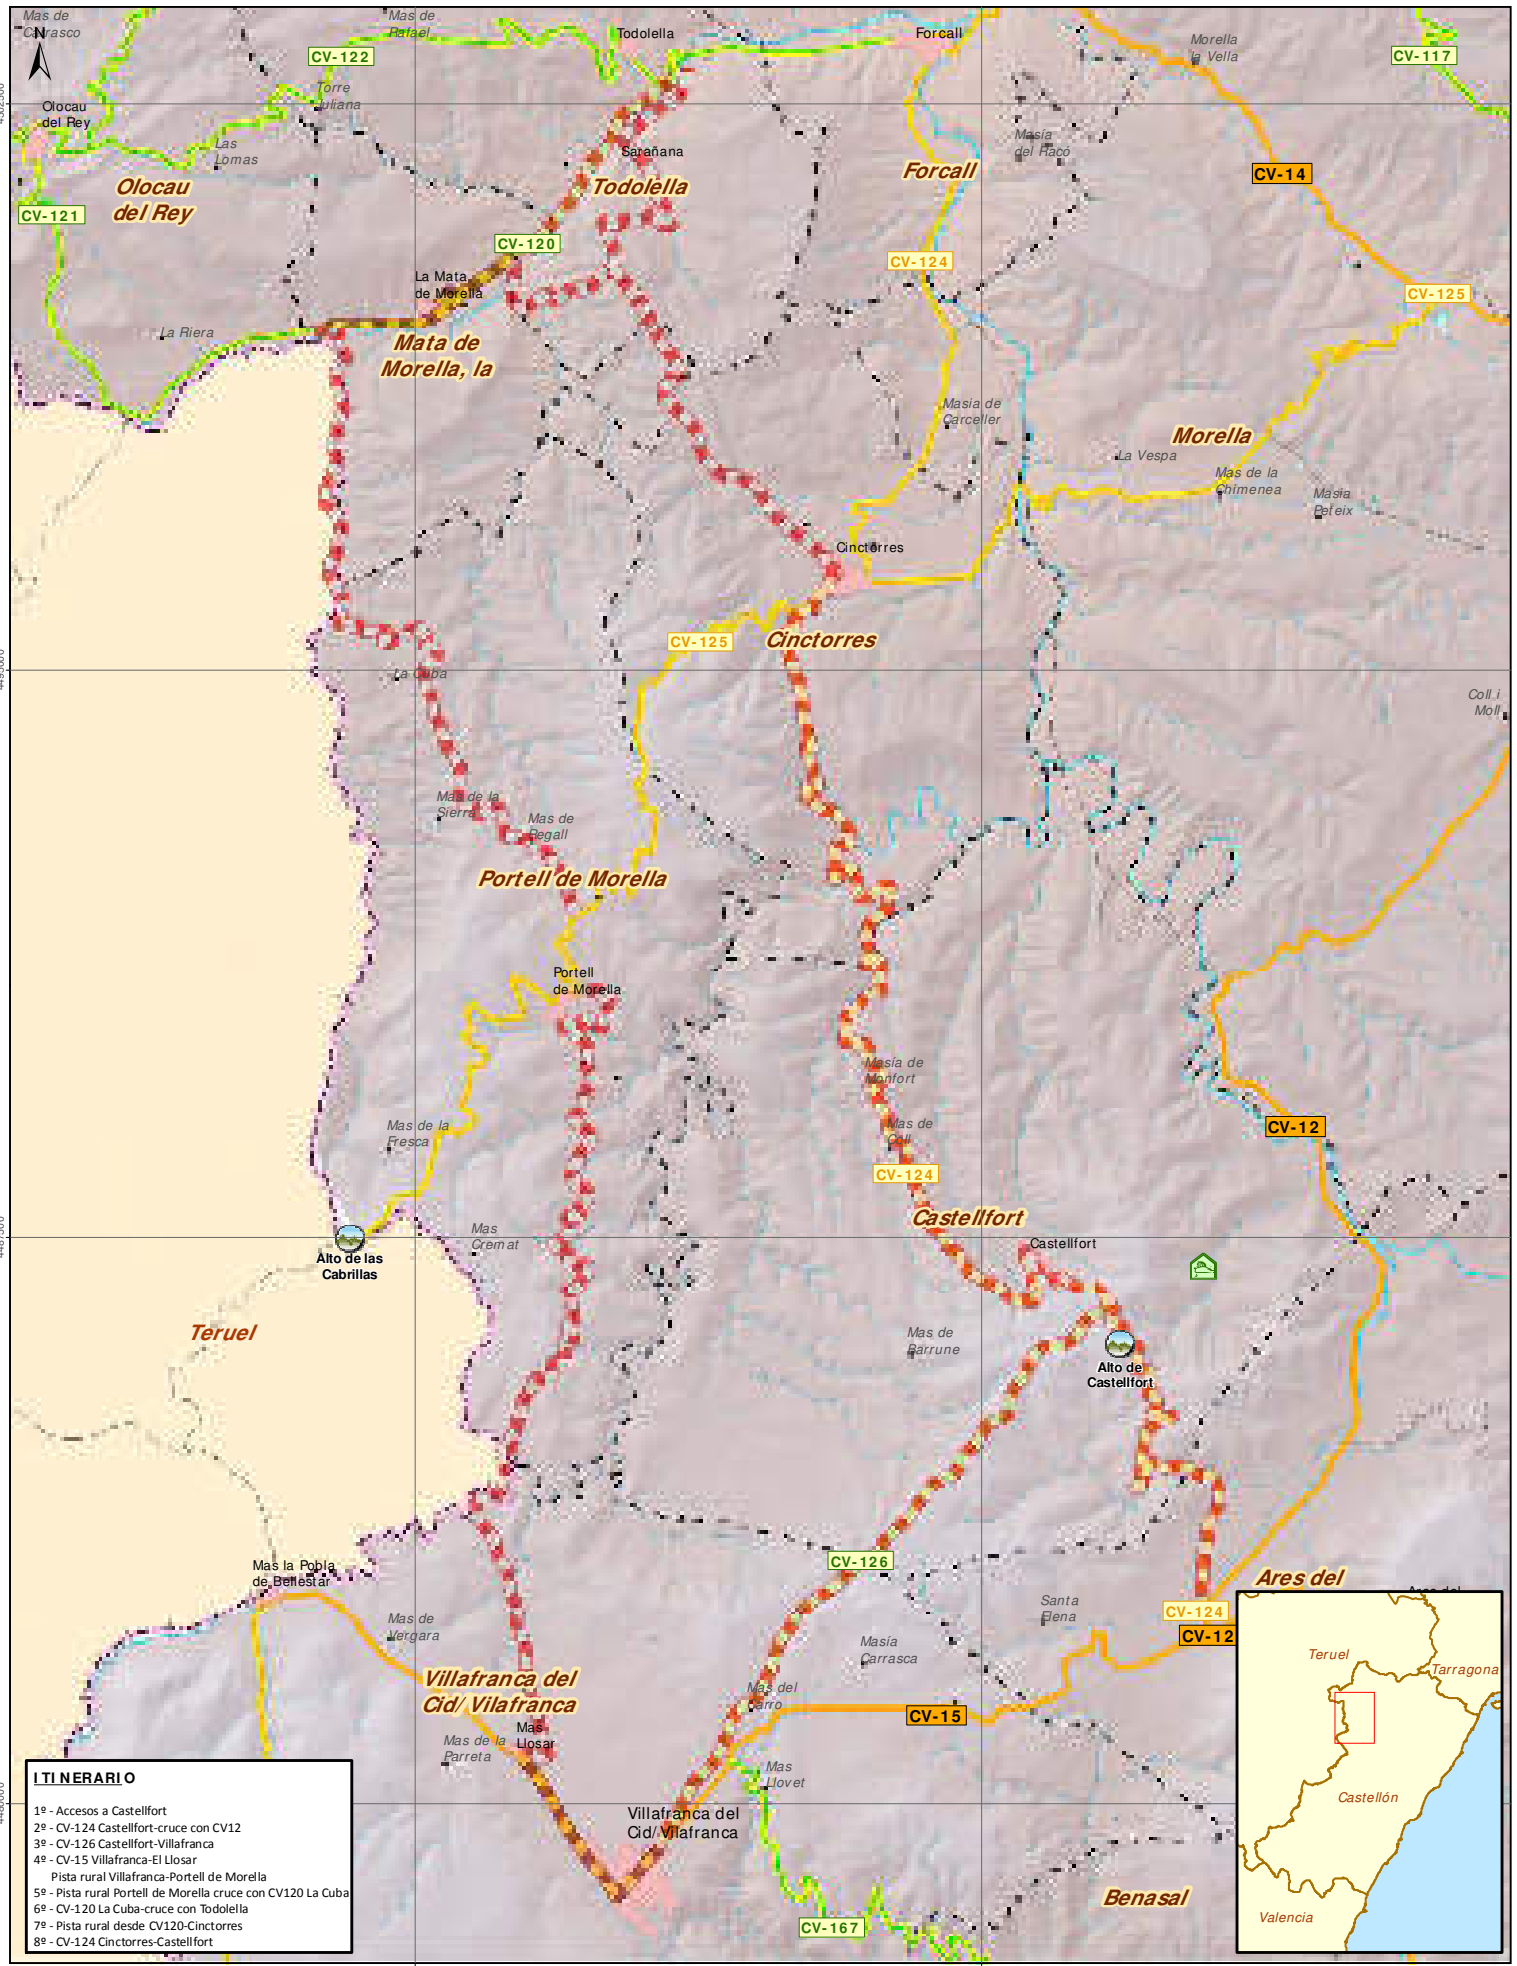 Mas de
Carrasco
N
Mas de
Rafael
Todolella
Forcall
Morella
la Vella
CV-122
CV-117
Torre
Juliana
Olocau
del Rey
Las
Lomas
Sarañana
Masía
del Racó
Olocau
del Rey
Todolella
Forcall
CV-14
CV-121
CV-120
CV-124
La Mata
de Morella
CV-125
La Riera
Mata de
Morella, la
Masia de
Carceller
Morella
La Vespa
Mas de la
Chimenea
Masia
Peteix
Cinctorres
CV-125
Cinctorres
La Cuba
Coll i
Moll
Mas de la
Sierra
Mas de
Regall
Portell de Morella
Portell
de Morella
Masía de
Monfort
Mas de la
Fresca
Mas de
Coll
CV-12
CV-124
Castellfort
Mas
Cremat
Castellfort
Alto de las
Cabrillas
Teruel
Mas de
Barrune
Alto de
Castellfort
Mas la Pobla
de Bellestar
CV-126
Ares del
Mas de
Vergara
Santa
Elena
CV-124
CV-12
Masía
Carrasca
Villafranca del
Cid/ Vilafranca
Mas del
Carro
CV-15
Mas
Llosar
Mas de la
Parreta
Mas
Llovet
Villafranca del
Cid/ Vilafranca
Benasal
CV-167
ITINERARIO
1º - Accesos a Castellfort
2º - CV-124 Castellfort-cruce con CV12
3º - CV-126 Castellfort-Villafranca
4º - CV-15 Villafranca-El Llosar
Pista rural Villafranca-Portell de Morella
5º - Pista rural Portell de Morella cruce con CV120 La Cuba
6º - CV-120 La Cuba-cruce con Todolella
7º - Pista rural desde CV120-Cinctorres
8º - CV-124 Cinctorres-Castellfort
Teruel
Tarragona
Castellón
Valencia